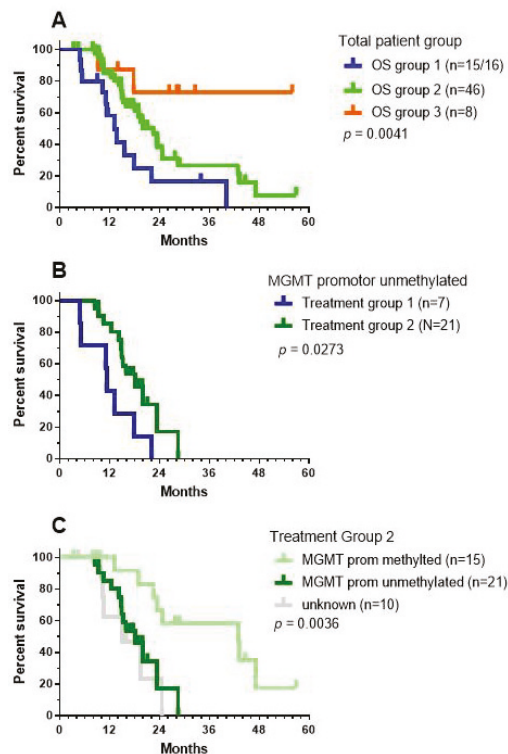 A
Total patient group
OS group 1 (n=15/16)
OS group 2 (n=46)
OS group 3 (n=8)
p = 0.0041
Percent survival
100
80
60
40
20
0
0 12 24 36 48 60
Months
B
MGMT promotor unmethylated
Treatment group 1 (n=7)
Treatment group 2 (N=21)
p = 0.0273
Percent survival
100
80
60
40
20
0
0 12 24 36 48 60
Months
C
Treatment Group 2
MGMT prom methylted (n=15)
MGMT prom unmethylated (n=21)
unknown (n=10)
p = 0.0036
Percent survival
100
80
60
40
20
0
0 12 24 36 48 60
Months